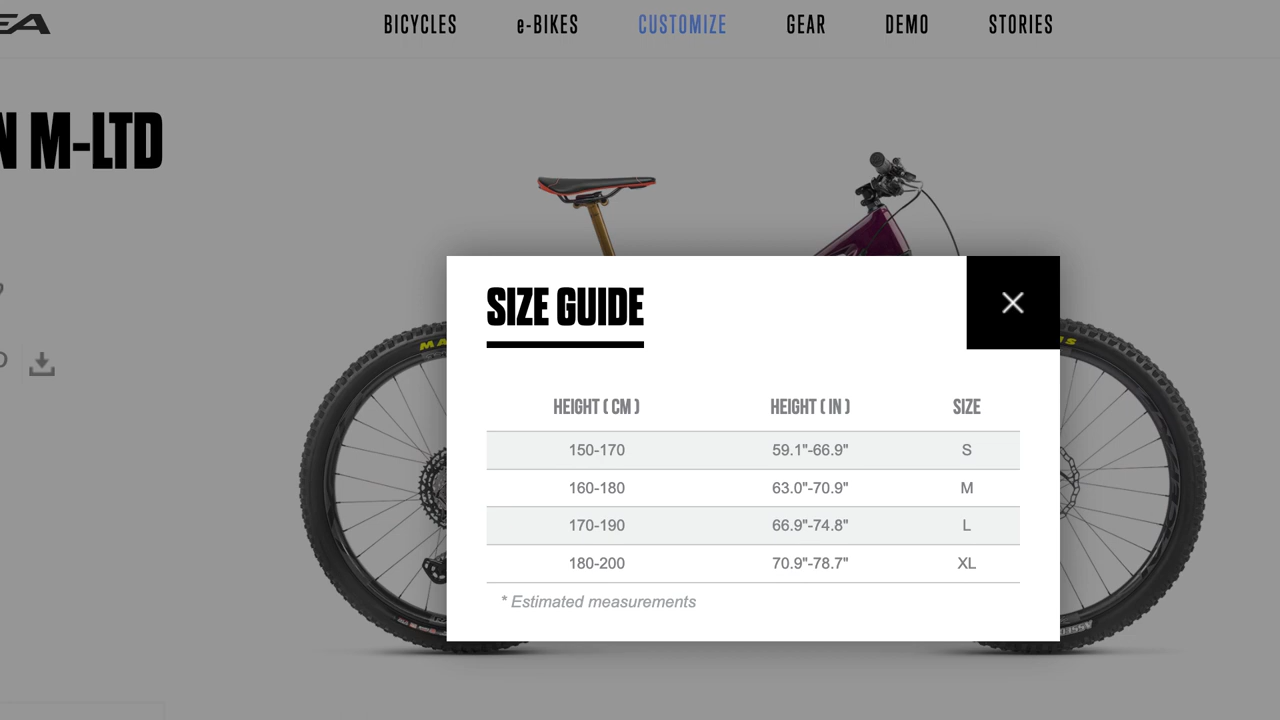 BICYCLES e-BIKES CUSTOMIZE GEAR DEMO STORIES
M-LTD
SIZE GUIDE
HEIGHT ( CM ) HEIGHT ( IN ) SIZE
150-170 59.1"-66.9" S
160-180 63.0"-70.9" M
170-190 66.9"-74.8" L
180-200 70.9"-78.7" XL
* Estimated measurements